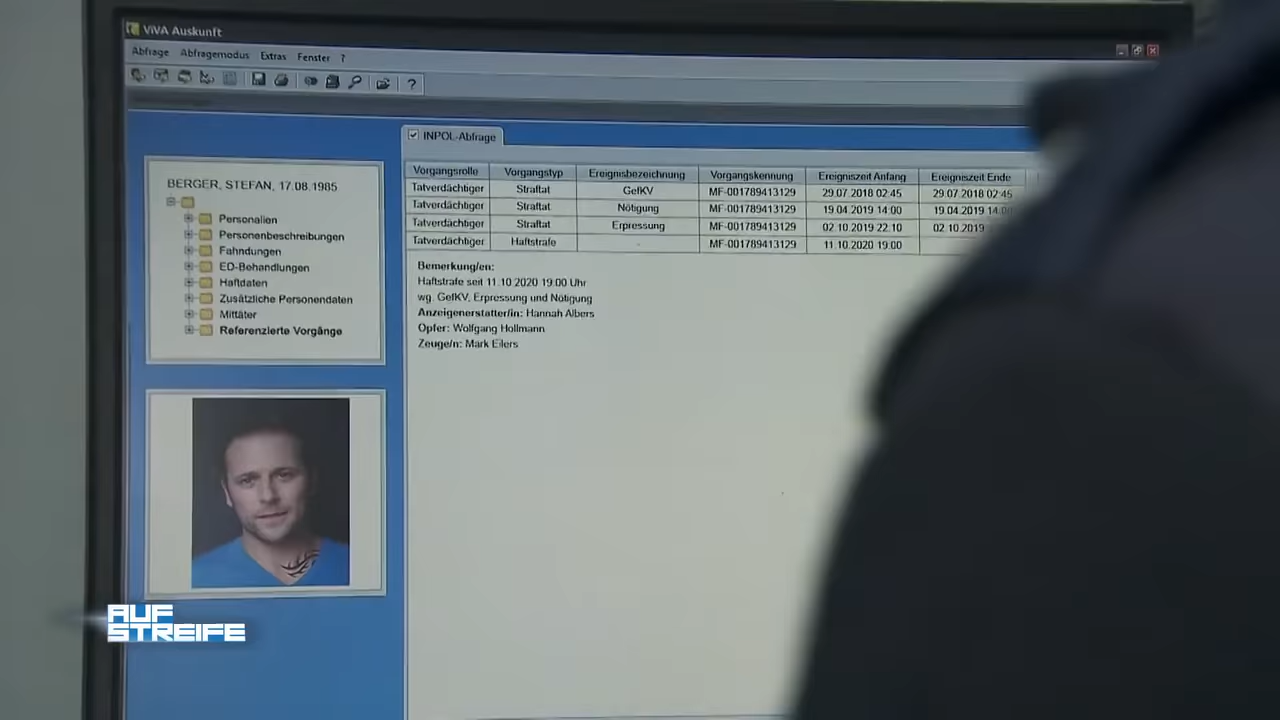 ViVA Auskunft
Abfrage Abfragemodus Extras Fenster ?
?
INPOL-Abfrage
BERGER, STEFAN, 17.08.1985
Personalien
Personenbeschreibungen
Fahndungen
ED-Behandlungen
Haftdaten
Zusätzliche Personendaten
Mittäter
Referenzierte Vorgänge
Vorgangsrolle Vorgangstyp Ereignisbezeichnung Vorgangskennung Ereigniszeit Anfang Ereigniszeit Ende
Tatverdächtiger Straftat GefKV MF-001789413129 29.07.2018 02:45 29.07.2018 02:45
Tatverdächtiger Straftat Nötigung MF-001789413129 19.04.2019 14:00 19.04.2019 14:00
Tatverdächtiger Straftat Erpressung MF-001789413129 02.10.2019 22.10 02.10.2019
Tatverdächtiger Haftstrafe - MF-001789413129 11.10.2020 19:00
Bemerkung/en:
Haftstrafe seit 11.10.2020 19:00 Uhr
wg. GefKV, Erpressung und Nötigung
Anzeigenerstatter/in: Hannah Albers
Opfer: Wolfgang Hollmann
Zeuge/n: Mark Eilers
AUF
STREIFE